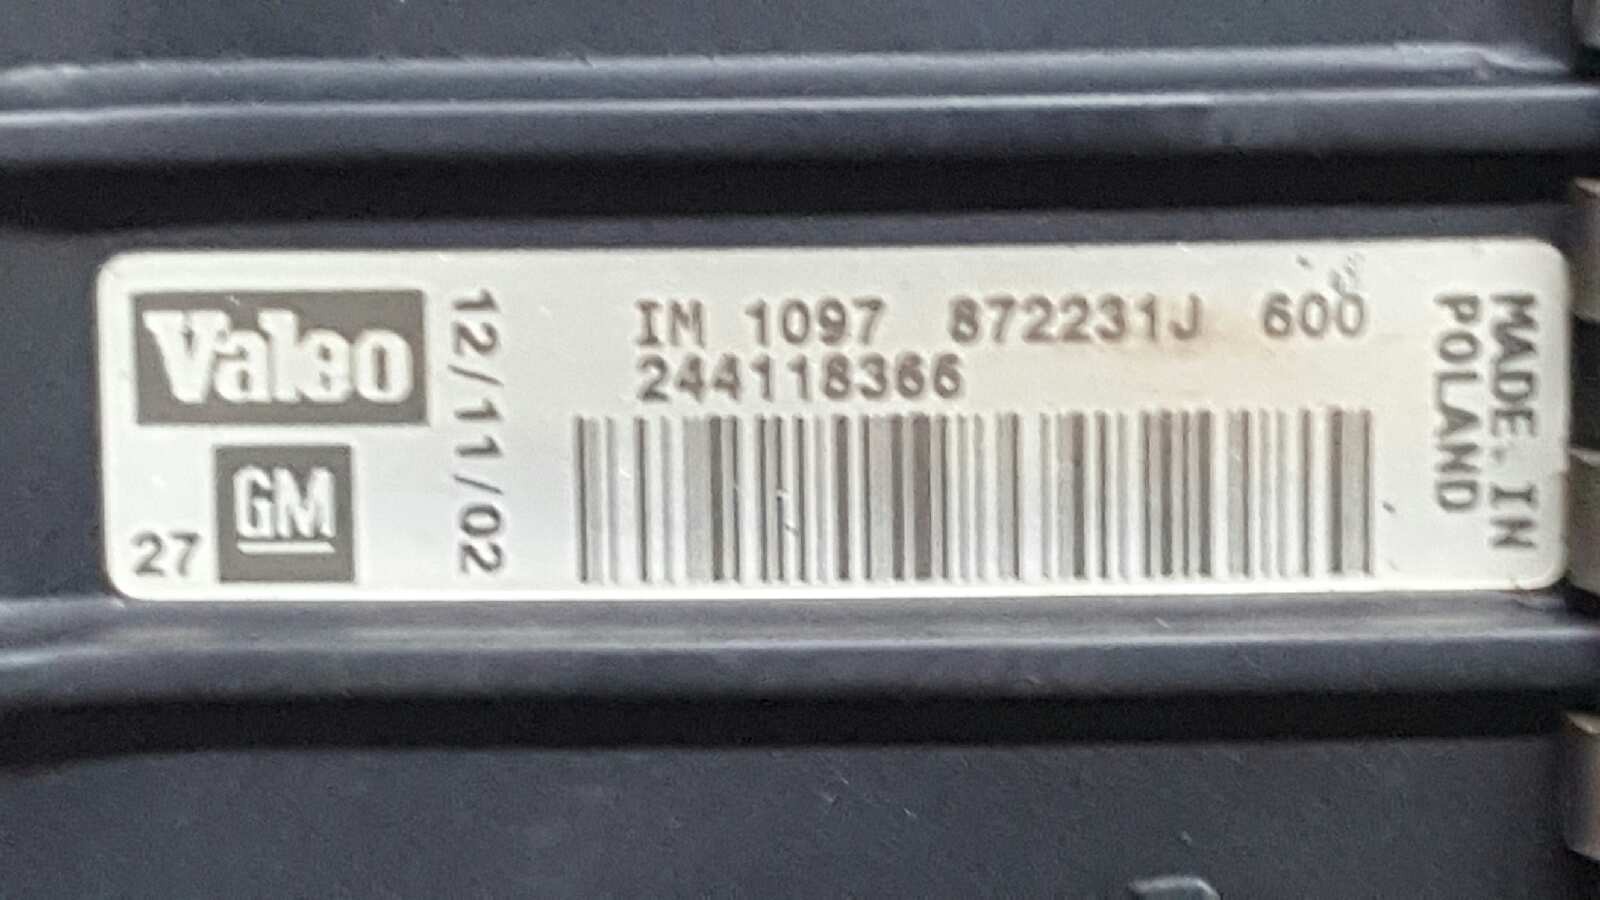 Valeo
GM
27
12/11/02
IM 1097 872231J 600
244118366
MADE IN
POLAND